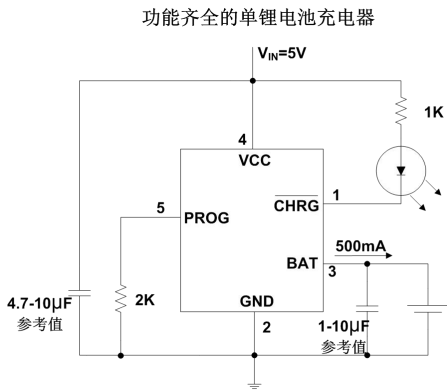 功能齐全的单锂电池充电器
VIN=5V
1K
4
VCC
5
PROG
CHRG
1
500mA
BAT
3
4.7-10μF
参考值
2K
GND
2
1-10μF
参考值